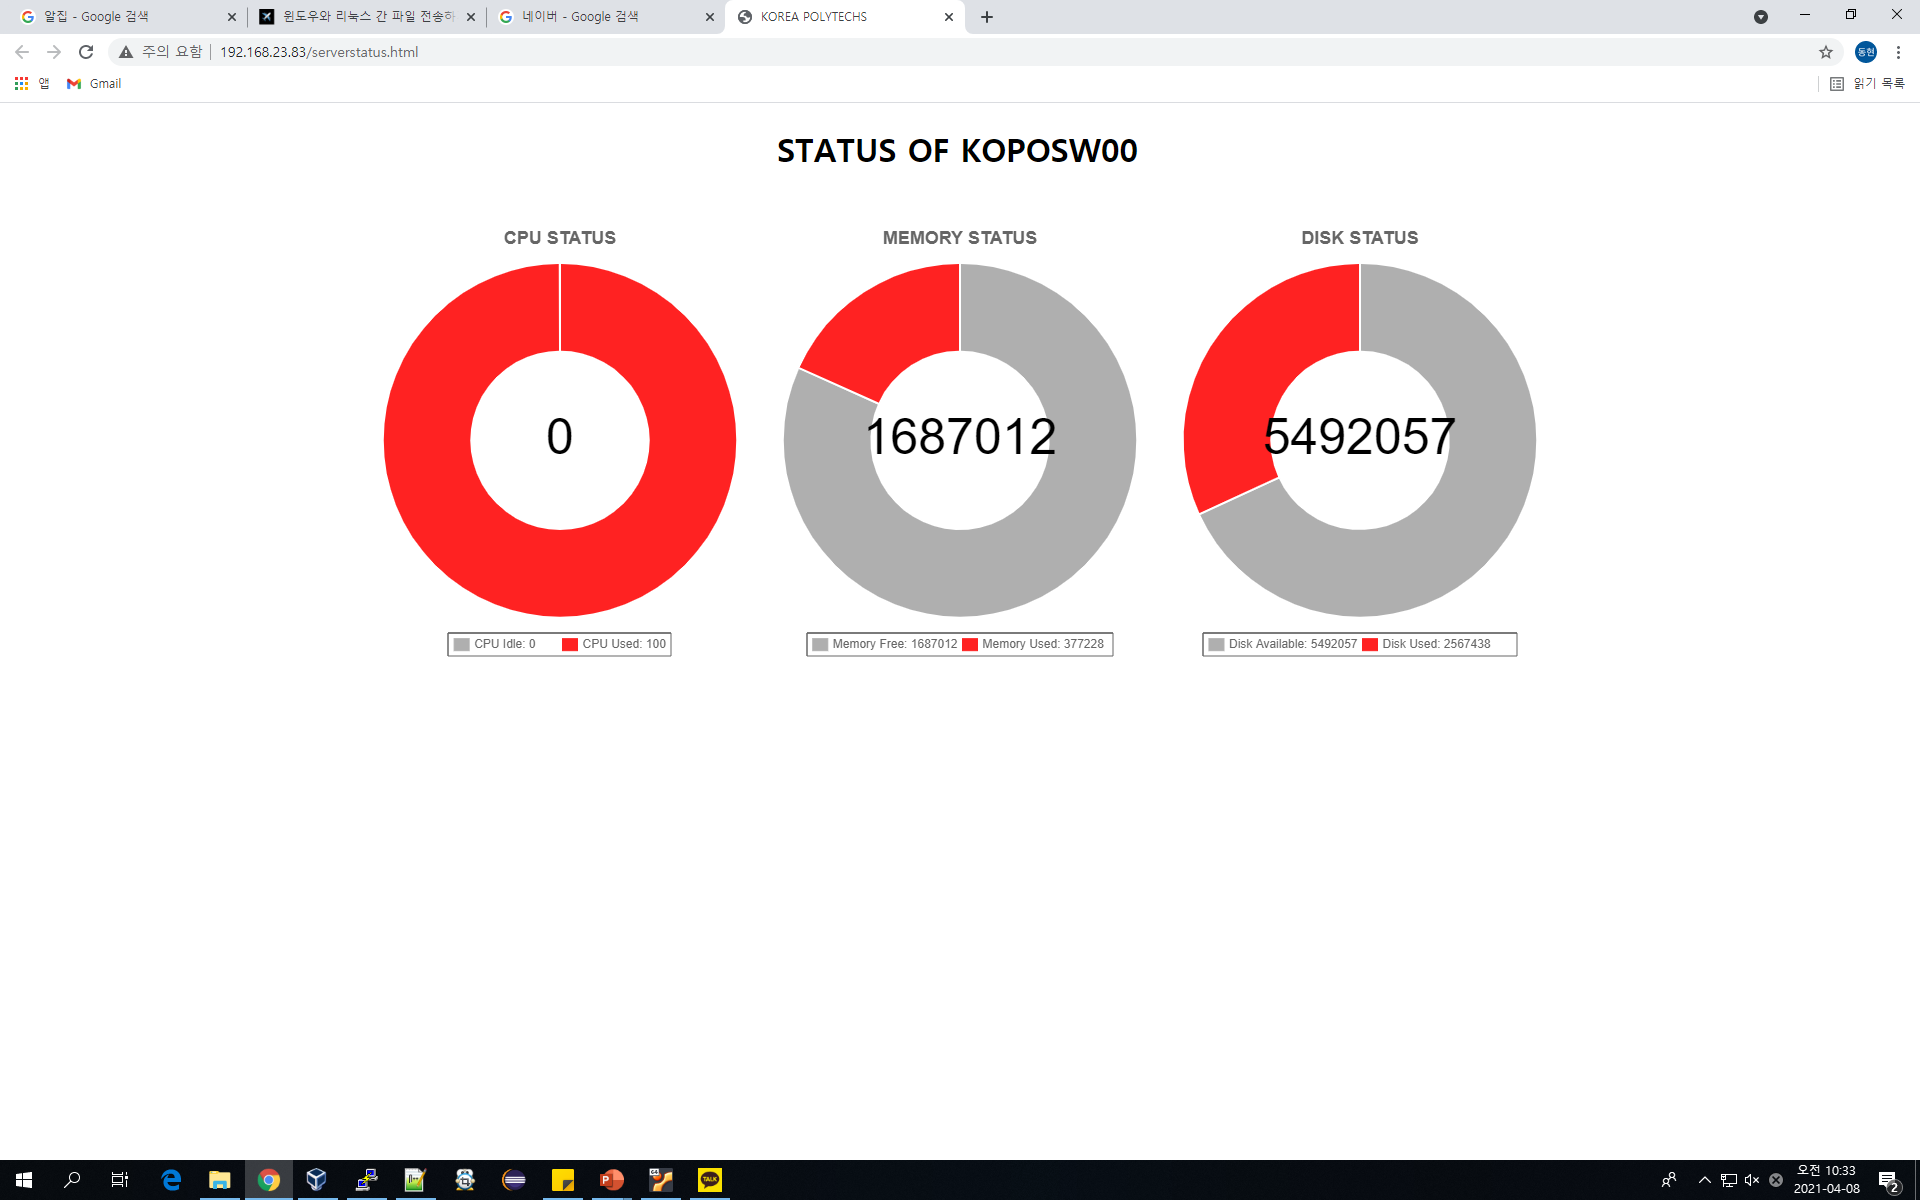 알집 - Google 검색
윈도우와 리눅스 간 파일 전송하
네이버 - Google 검색
KOREA POLYTECHS
주의 요함
192.168.23.83/serverstatus.html
동현
앱
Gmail
읽기 목록
STATUS OF KOPOSW00
CPU STATUS
MEMORY STATUS
DISK STATUS
0
1687012
5492057
CPU Idle: 0
CPU Used: 100
Memory Free: 1687012
Memory Used: 377228
Disk Available: 5492057
Disk Used: 2567438
64
TALK
오전 10:33
2021-04-08
2